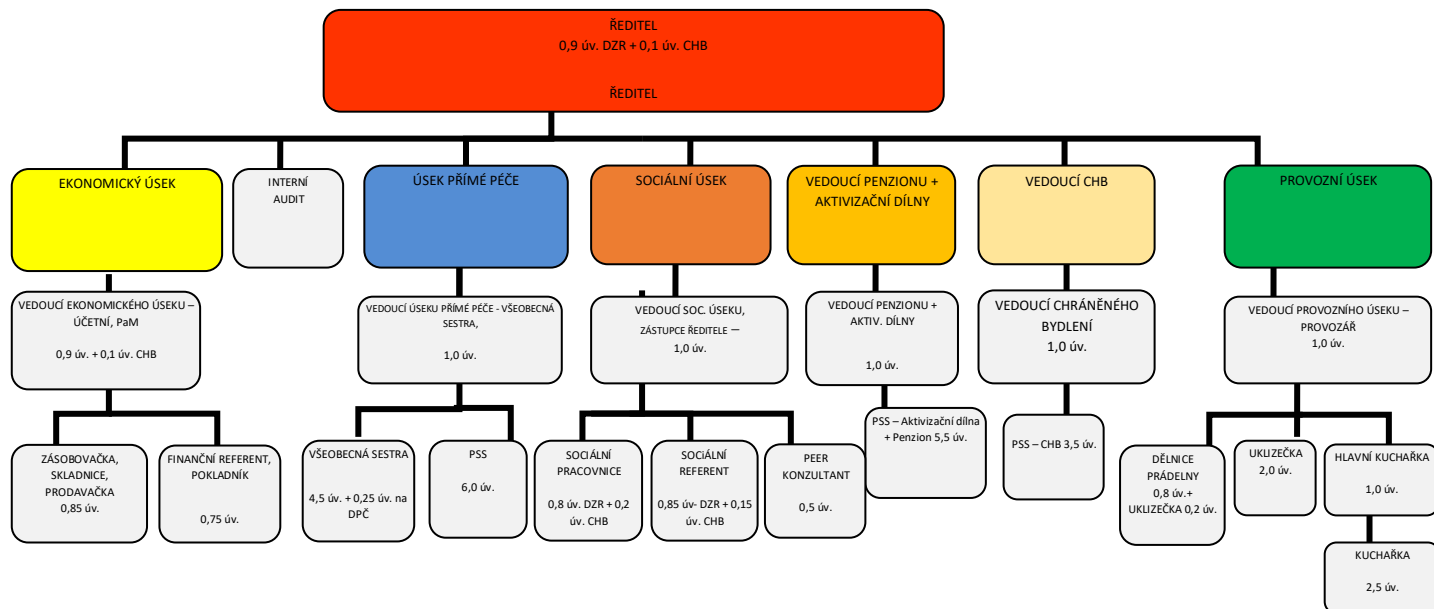 ŘEDITEL
0,9 úv. DZR + 0,1 úv. CHB
ŘEDITEL
EKONOMICKÝ ÚSEK
INTERNÍ
AUDIT
ÚSEK PŘÍMÉ PÉČE
SOCIÁLNÍ ÚSEK
VEDOUCÍ PENZIONU +
AKTIVIZAČNÍ DÍLNY
VEDOUCÍ CHB
PROVOZNÍ ÚSEK
VEDOUCÍ EKONOMICKÉHO ÚSEKU –
ÚČETNÍ, PaM
0,9 úv. + 0,1 úv. CHB
VEDOUCÍ ÚSEKU PŘÍMÉ PÉČE - VŠEOBECNÁ
SESTRA,
1,0 úv.
VEDOUCÍ SOC. ÚSEKU,
ZÁSTUPCE ŘEDITELE —
1,0 úv.
VEDOUCÍ PENZIONU +
AKTIV. DÍLNY
1,0 úv.
VEDOUCÍ CHRÁNĚNÉHO
BYDLENÍ
1,0 úv.
VEDOUCÍ PROVOZNÍHO ÚSEKU –
PROVOZÁŘ
1,0 úv.
ZÁSOBOVAČKA,
SKLADNICE,
PRODAVAČKA
0,85 úv.
FINANČNÍ REFERENT,
POKLADNÍK
0,75 úv.
VŠEOBECNÁ SESTRA
4,5 úv. + 0,25 úv. na
DPČ
PSS
6,0 úv.
SOCIÁLNÍ
PRACOVNICE
0,8 úv. DZR + 0,2
úv. CHB
SOCiÁLNÍ
REFERENT
0,85 úv- DZR + 0,15
úv. CHB
PEER
KONZULTANT
0,5 úv.
PSS – Aktivizační dílna
+ Penzion 5,5 úv.
PSS – CHB 3,5 úv.
DĚLNICE
PRÁDELNY
0,8 úv.+
UKLIZEČKA 0,2 úv.
UKLIZEČKA
2,0 úv.
HLAVNÍ KUCHAŘKA
1,0 úv.
KUCHAŘKA
2,5 úv.